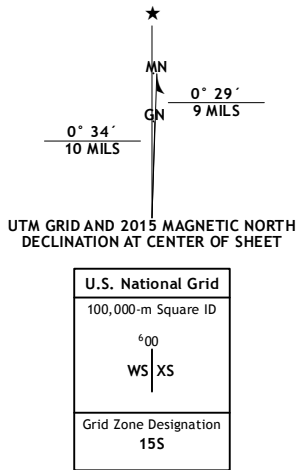 ★
MN
0° 29´
9 MILS
GN
0° 34´
10 MILS
UTM GRID AND 2015 MAGNETIC NORTH
DECLINATION AT CENTER OF SHEET
U.S. National Grid
100,000-m Square ID
⁶00
WS XS
Grid Zone Designation
15S